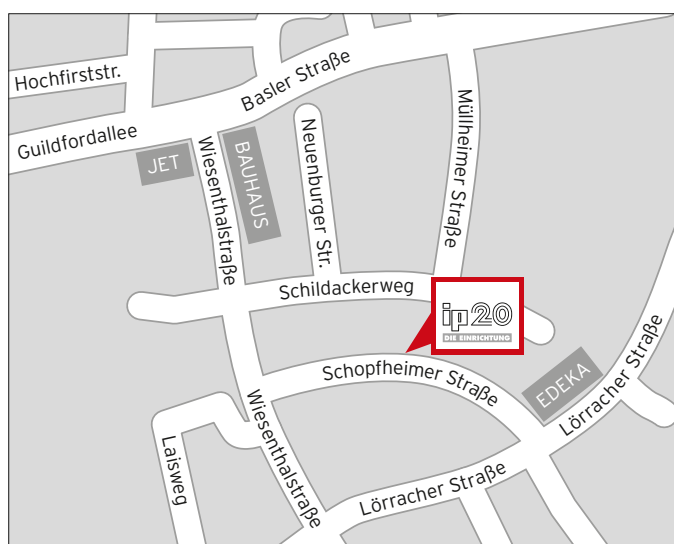 Hochfirststr.
Basler Straße
Guildfordallee
JET
Wiesenthalstraße
BAUHAUS
Neuenburger Str.
Müllheimer Straße
Schildackerweg
ip20
DIE EINRICHTUNG
Schopfheimer Straße
EDEKA
Lörracher Straße
Laisweg
Wiesenthalstraße
Lörracher Straße